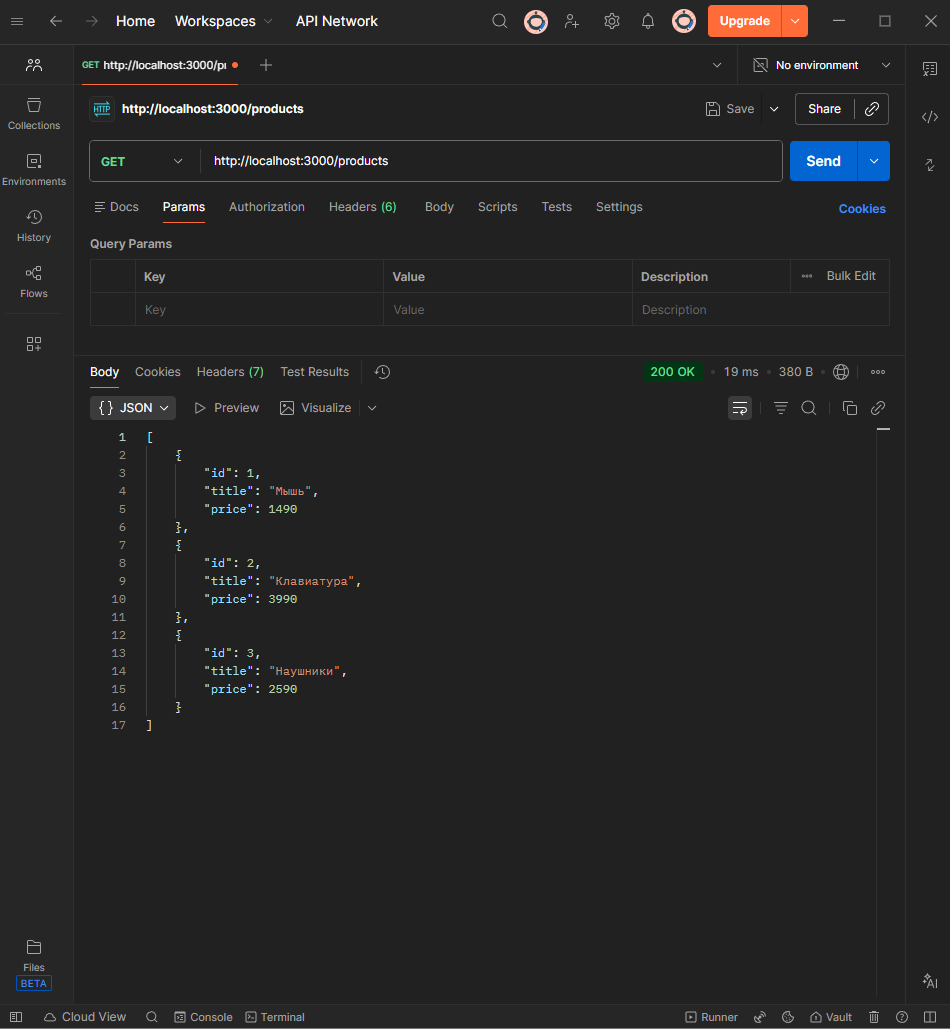 Home Workspaces API Network Upgrade
GET http://localhost:3000/pr No environment
HTTP http://localhost:3000/products Save Share
Collections
GET http://localhost:3000/products Send
Environments
Docs Params Authorization Headers (6) Body Scripts Tests Settings Cookies
History
Query Params
Key Value Description Bulk Edit
Flows
Key Value Description
Body Cookies Headers (7) Test Results 200 OK 19 ms 380 B
{} JSON Preview Visualize
1 [
2 {
3 "id": 1,
4 "title": "Мышь",
5 "price": 1490
6 },
7 {
8 "id": 2,
9 "title": "Клавиатура",
10 "price": 3990
11 },
12 {
13 "id": 3,
14 "title": "Наушники",
15 "price": 2590
16 }
17 ]
Files
BETA
AI
Cloud View Console Terminal Runner Vault